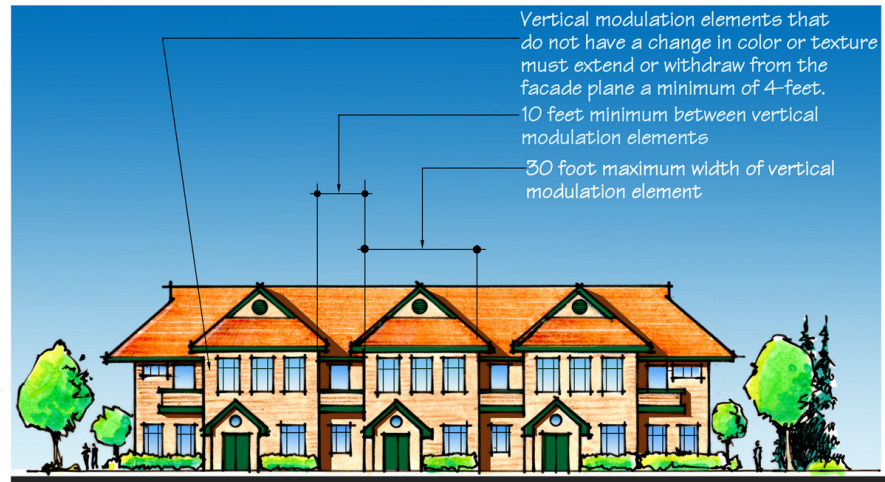 Vertical modulation elements that
do not have a change in color or texture
must extend or withdraw from the
facade plane a minimum of 4-feet.
10 feet minimum between vertical
modulation elements
30 foot maximum width of vertical
modulation element